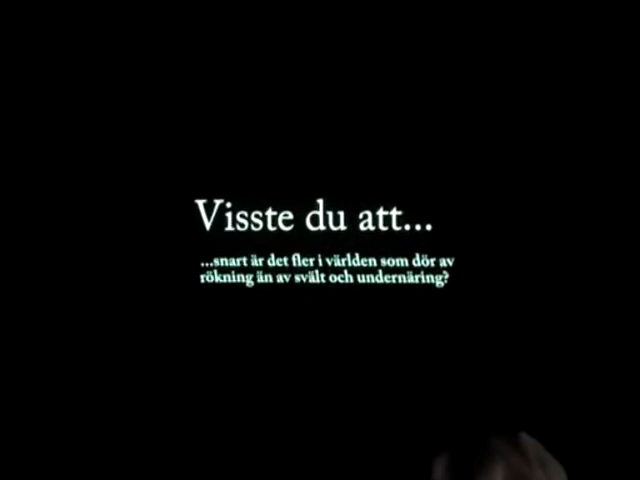 Visste du att...
...snart är det fler i världen som dör av
rökning än av svält och undernäring?